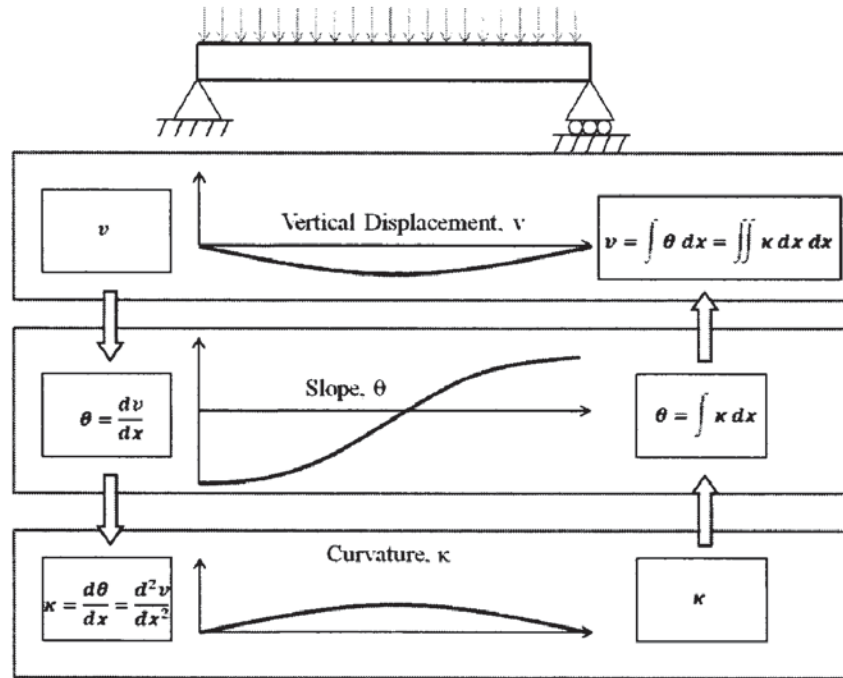 v
Vertical Displacement, v
v = ∫ θ dx = ∬ κ dx dx
θ = dv/dx
Slope, θ
θ = ∫ κ dx
κ = dθ/dx = d²v/dx²
Curvature, κ
κ